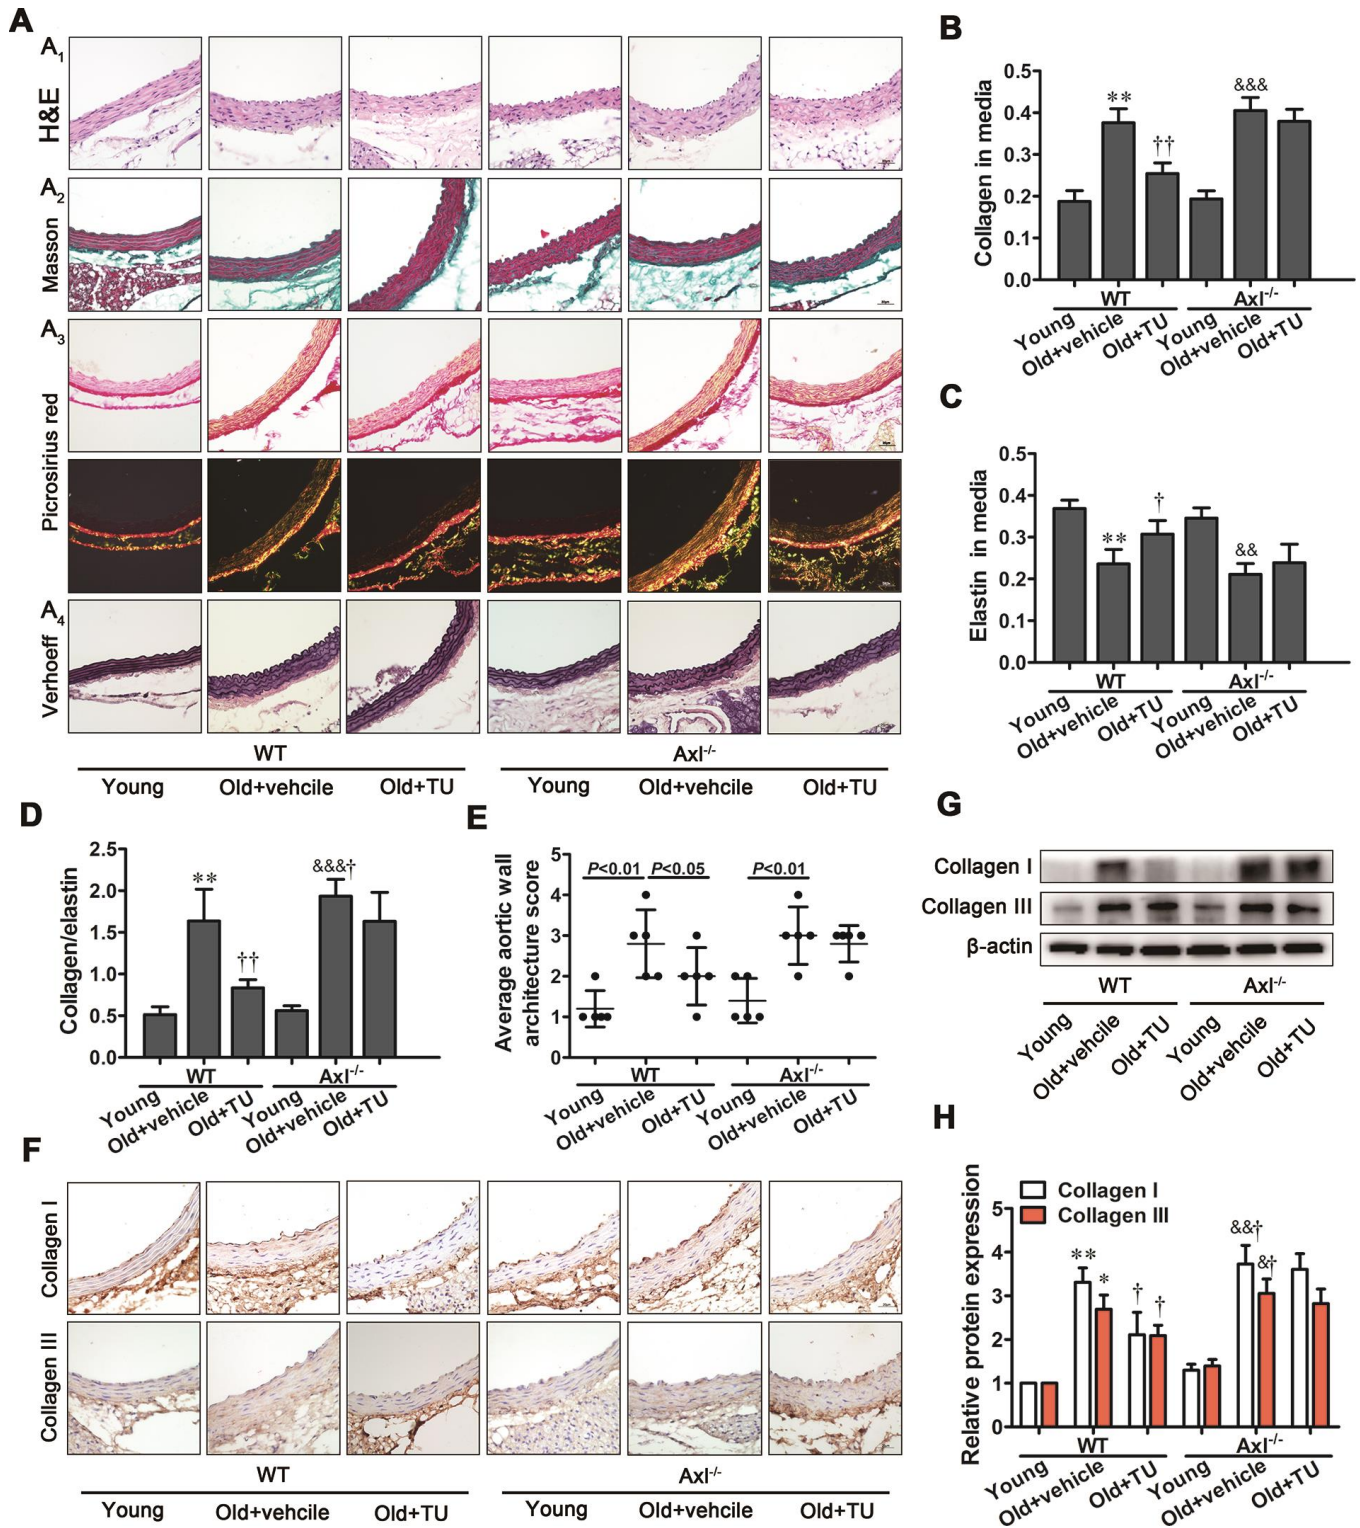 A
A1
H&E
A2
Masson
A3
Picrosirius red
A4
Verhoeff
WT
Axl-/-
Young
Old+vehcile
Old+TU
Young
Old+vehcile
Old+TU
B
Collagen in media
0.5
0.4
0.3
0.2
0.1
0.0
**
††
&&&
WT
Axl-/-
Young
Old+vehicle
Old+TU
Young
Old+vehicle
Old+TU
C
Elastin in media
0.5
0.4
0.3
0.2
0.1
0.0
**
†
&&
WT
Axl-/-
Young
Old+vehicle
Old+TU
Young
Old+vehicle
Old+TU
D
Collagen/elastin
2.5
2.0
1.5
1.0
0.5
0.0
**
††
&&&†
WT
Axl-/-
Young
Old+vehicle
Old+TU
Young
Old+vehicle
Old+TU
E
Average aortic wall
architecture score
5
4
3
2
1
0
P<0.01
P<0.05
P<0.01
WT
Axl-/-
Young
Old+vehicle
Old+TU
Young
Old+vehicle
Old+TU
F
Collagen I
Collagen III
WT
Axl-/-
Young
Old+vehcile
Old+TU
Young
Old+vehcile
Old+TU
G
Collagen I
Collagen III
β-actin
WT
Axl-/-
Young
Old+vehcile
Old+TU
Young
Old+vehcile
Old+TU
H
Relative protein expression
Collagen I
Collagen III
5
4
3
2
1
0
**
*
†
†
&&†
&†
WT
Axl-/-
Young
Old+vehicle
Old+TU
Young
Old+vehicle
Old+TU